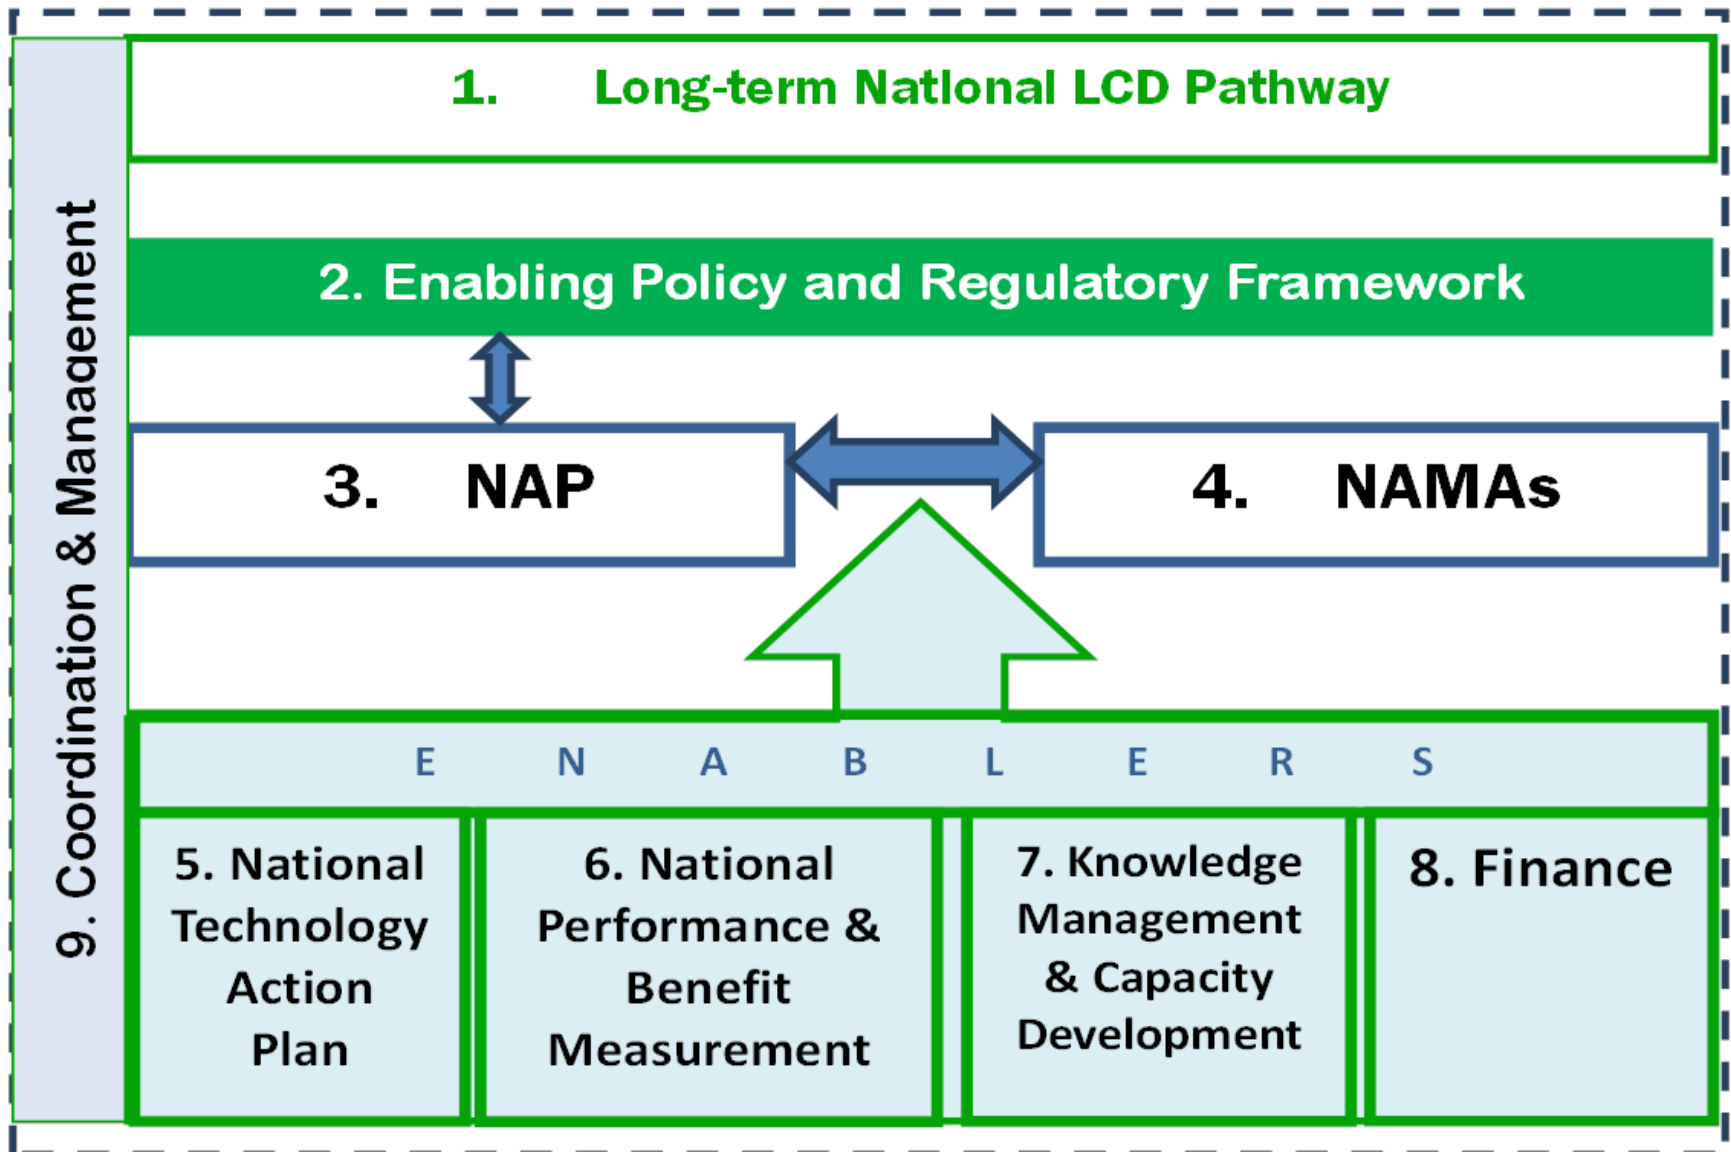 1. Long-term National LCD Pathway
2. Enabling Policy and Regulatory Framework
3. NAP
4. NAMAs
E N A B L E R S
5. National
Technology
Action
Plan
6. National
Performance &
Benefit
Measurement
7. Knowledge
Management
& Capacity
Development
8. Finance
9. Coordination & Management